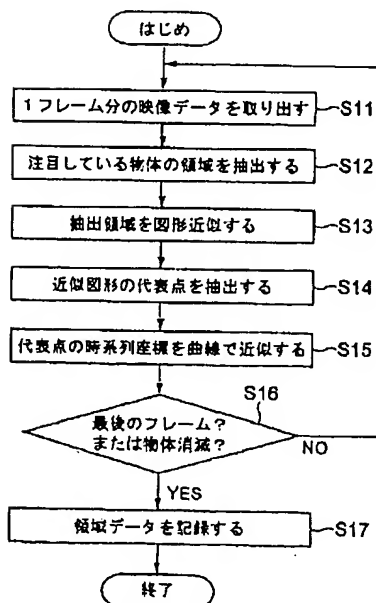 はじめ
1フレーム分の映像データを取り出す
S11
注目している物体の領域を抽出する
S12
抽出領域を図形近似する
S13
近似図形の代表点を抽出する
S14
代表点の時系列座標を曲線で近似する
S15
S16
最後のフレーム?
または物体消滅?
NO
YES
領域データを記録する
S17
終了